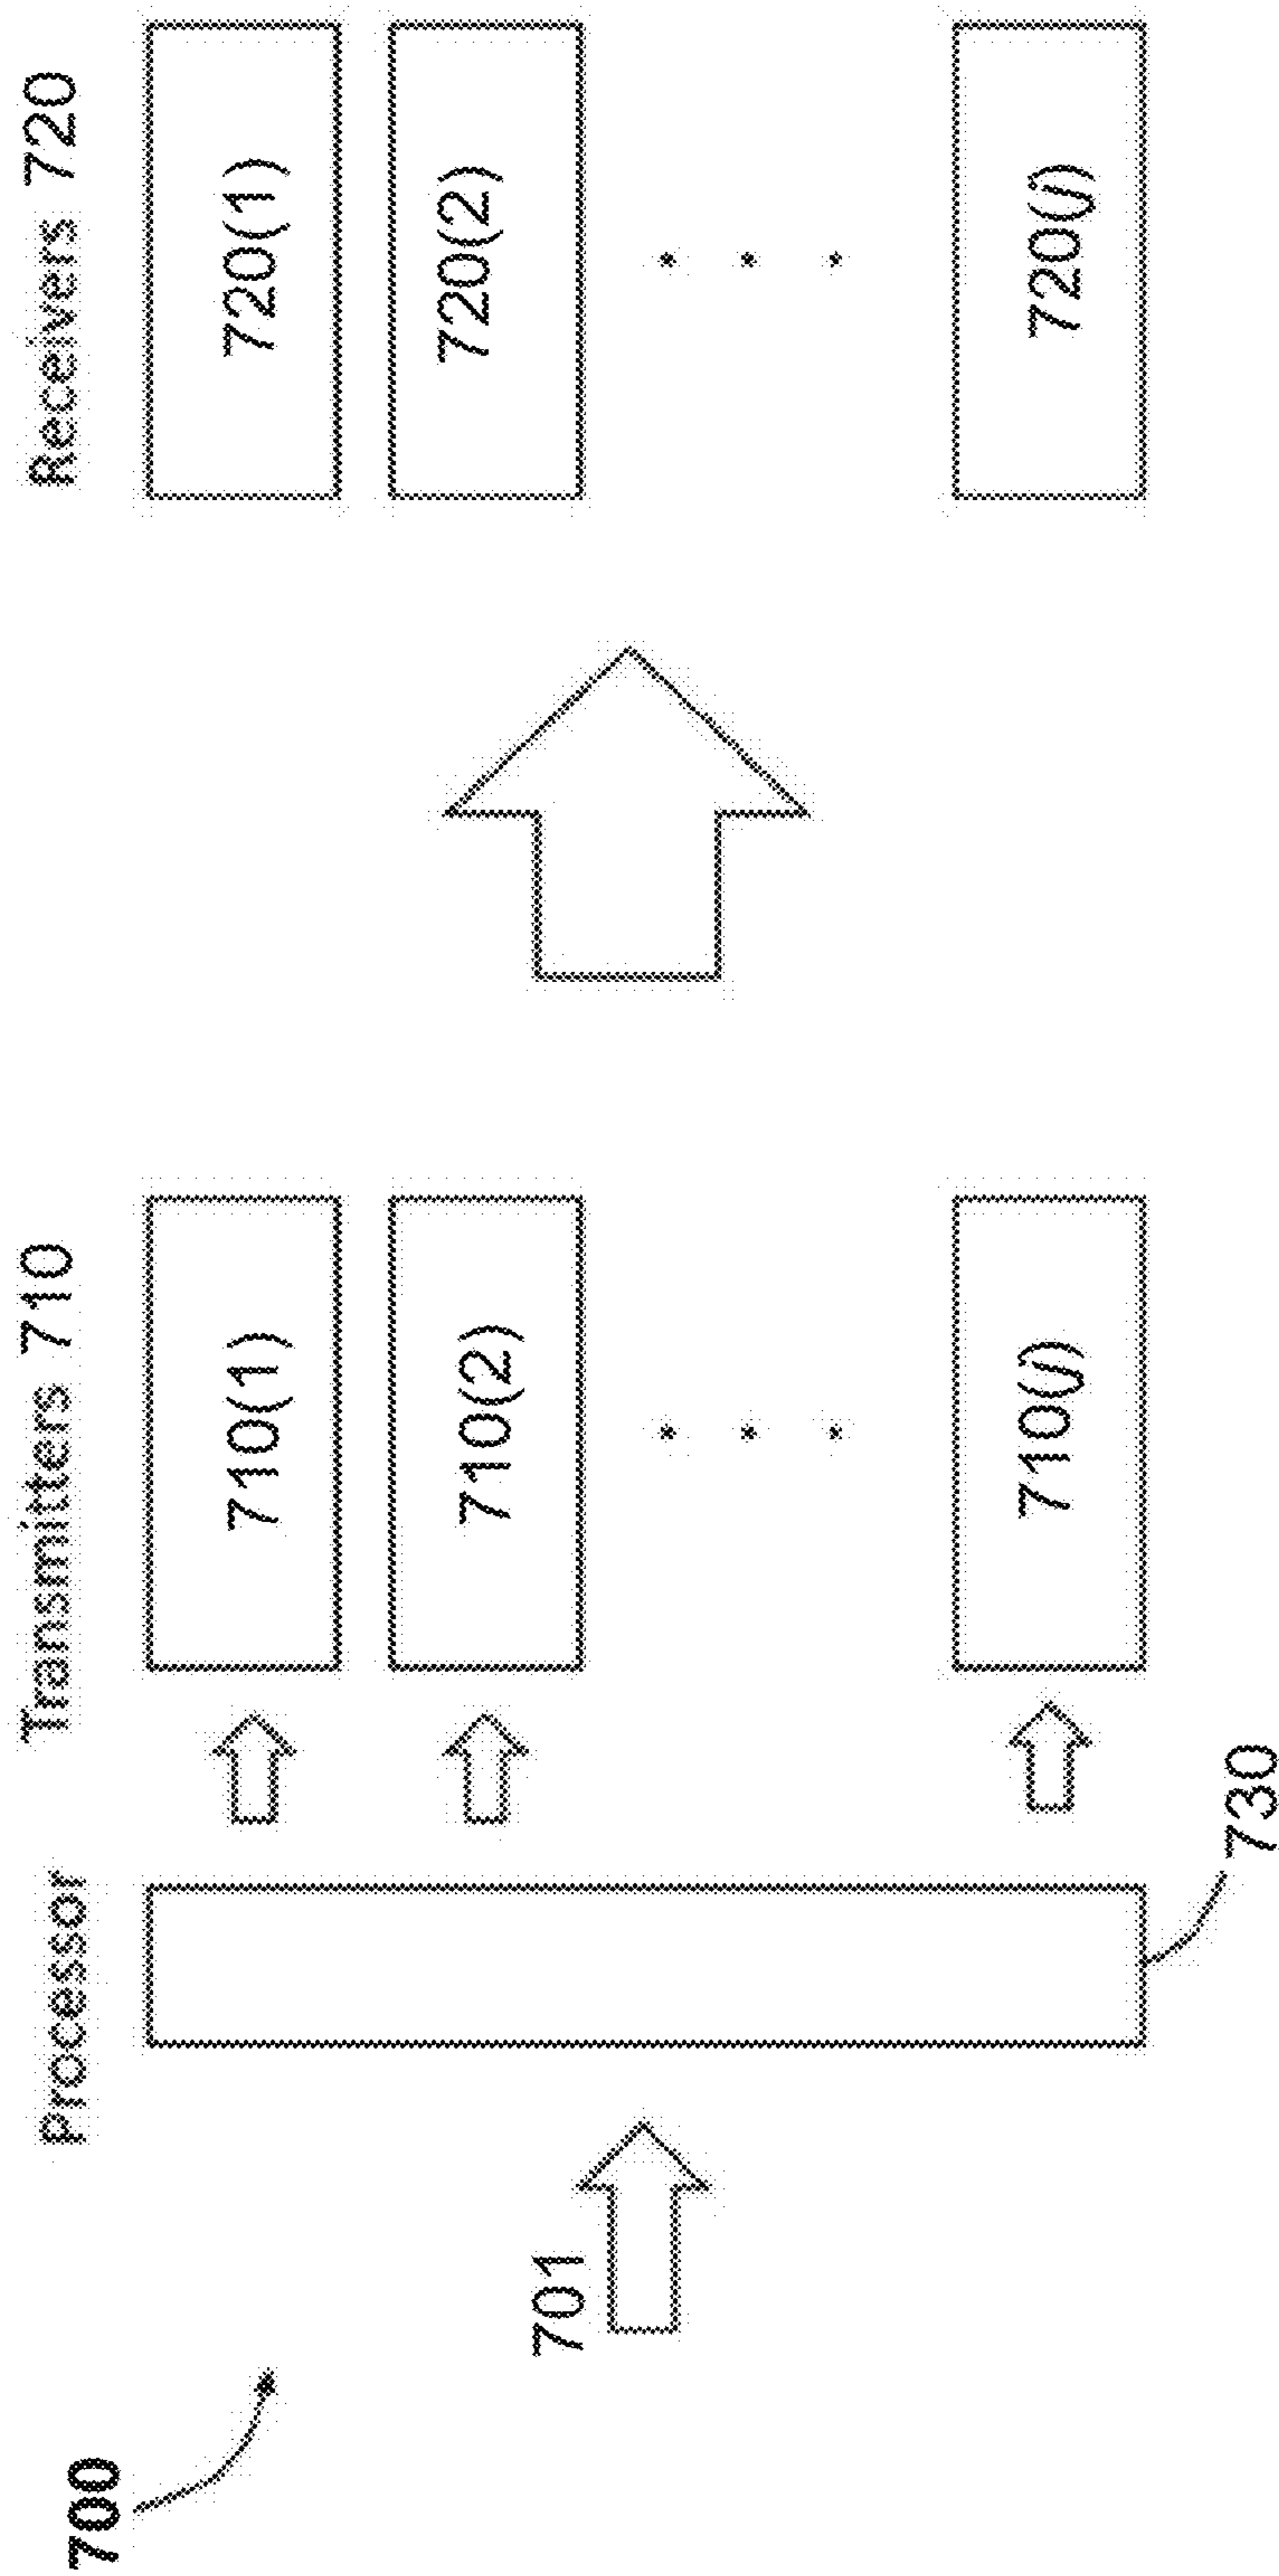 700
Processor
Transmitters 710
Receivers 720
701
730
710(1)
720(1)
710(2)
720(2)
710(j)
720(j)